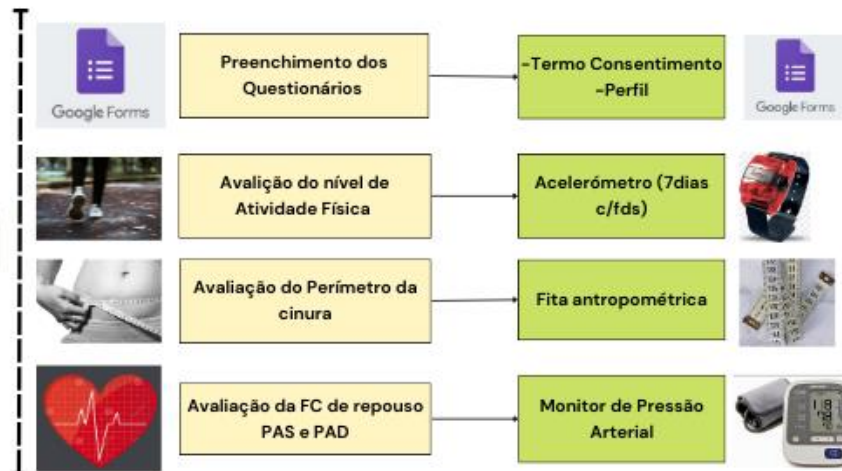 Google Forms
Preenchimento dos
Questionários
-Termo Consentimento
-Perfil
Google Forms
Avalição do nível de
Atividade Física
Acelerómetro (7dias
c/fds)
Avaliação do Perímetro da
cinura
Fita antropométrica
Avaliação da FC de repouso
PAS e PAD
Monitor de Pressão
Arterial